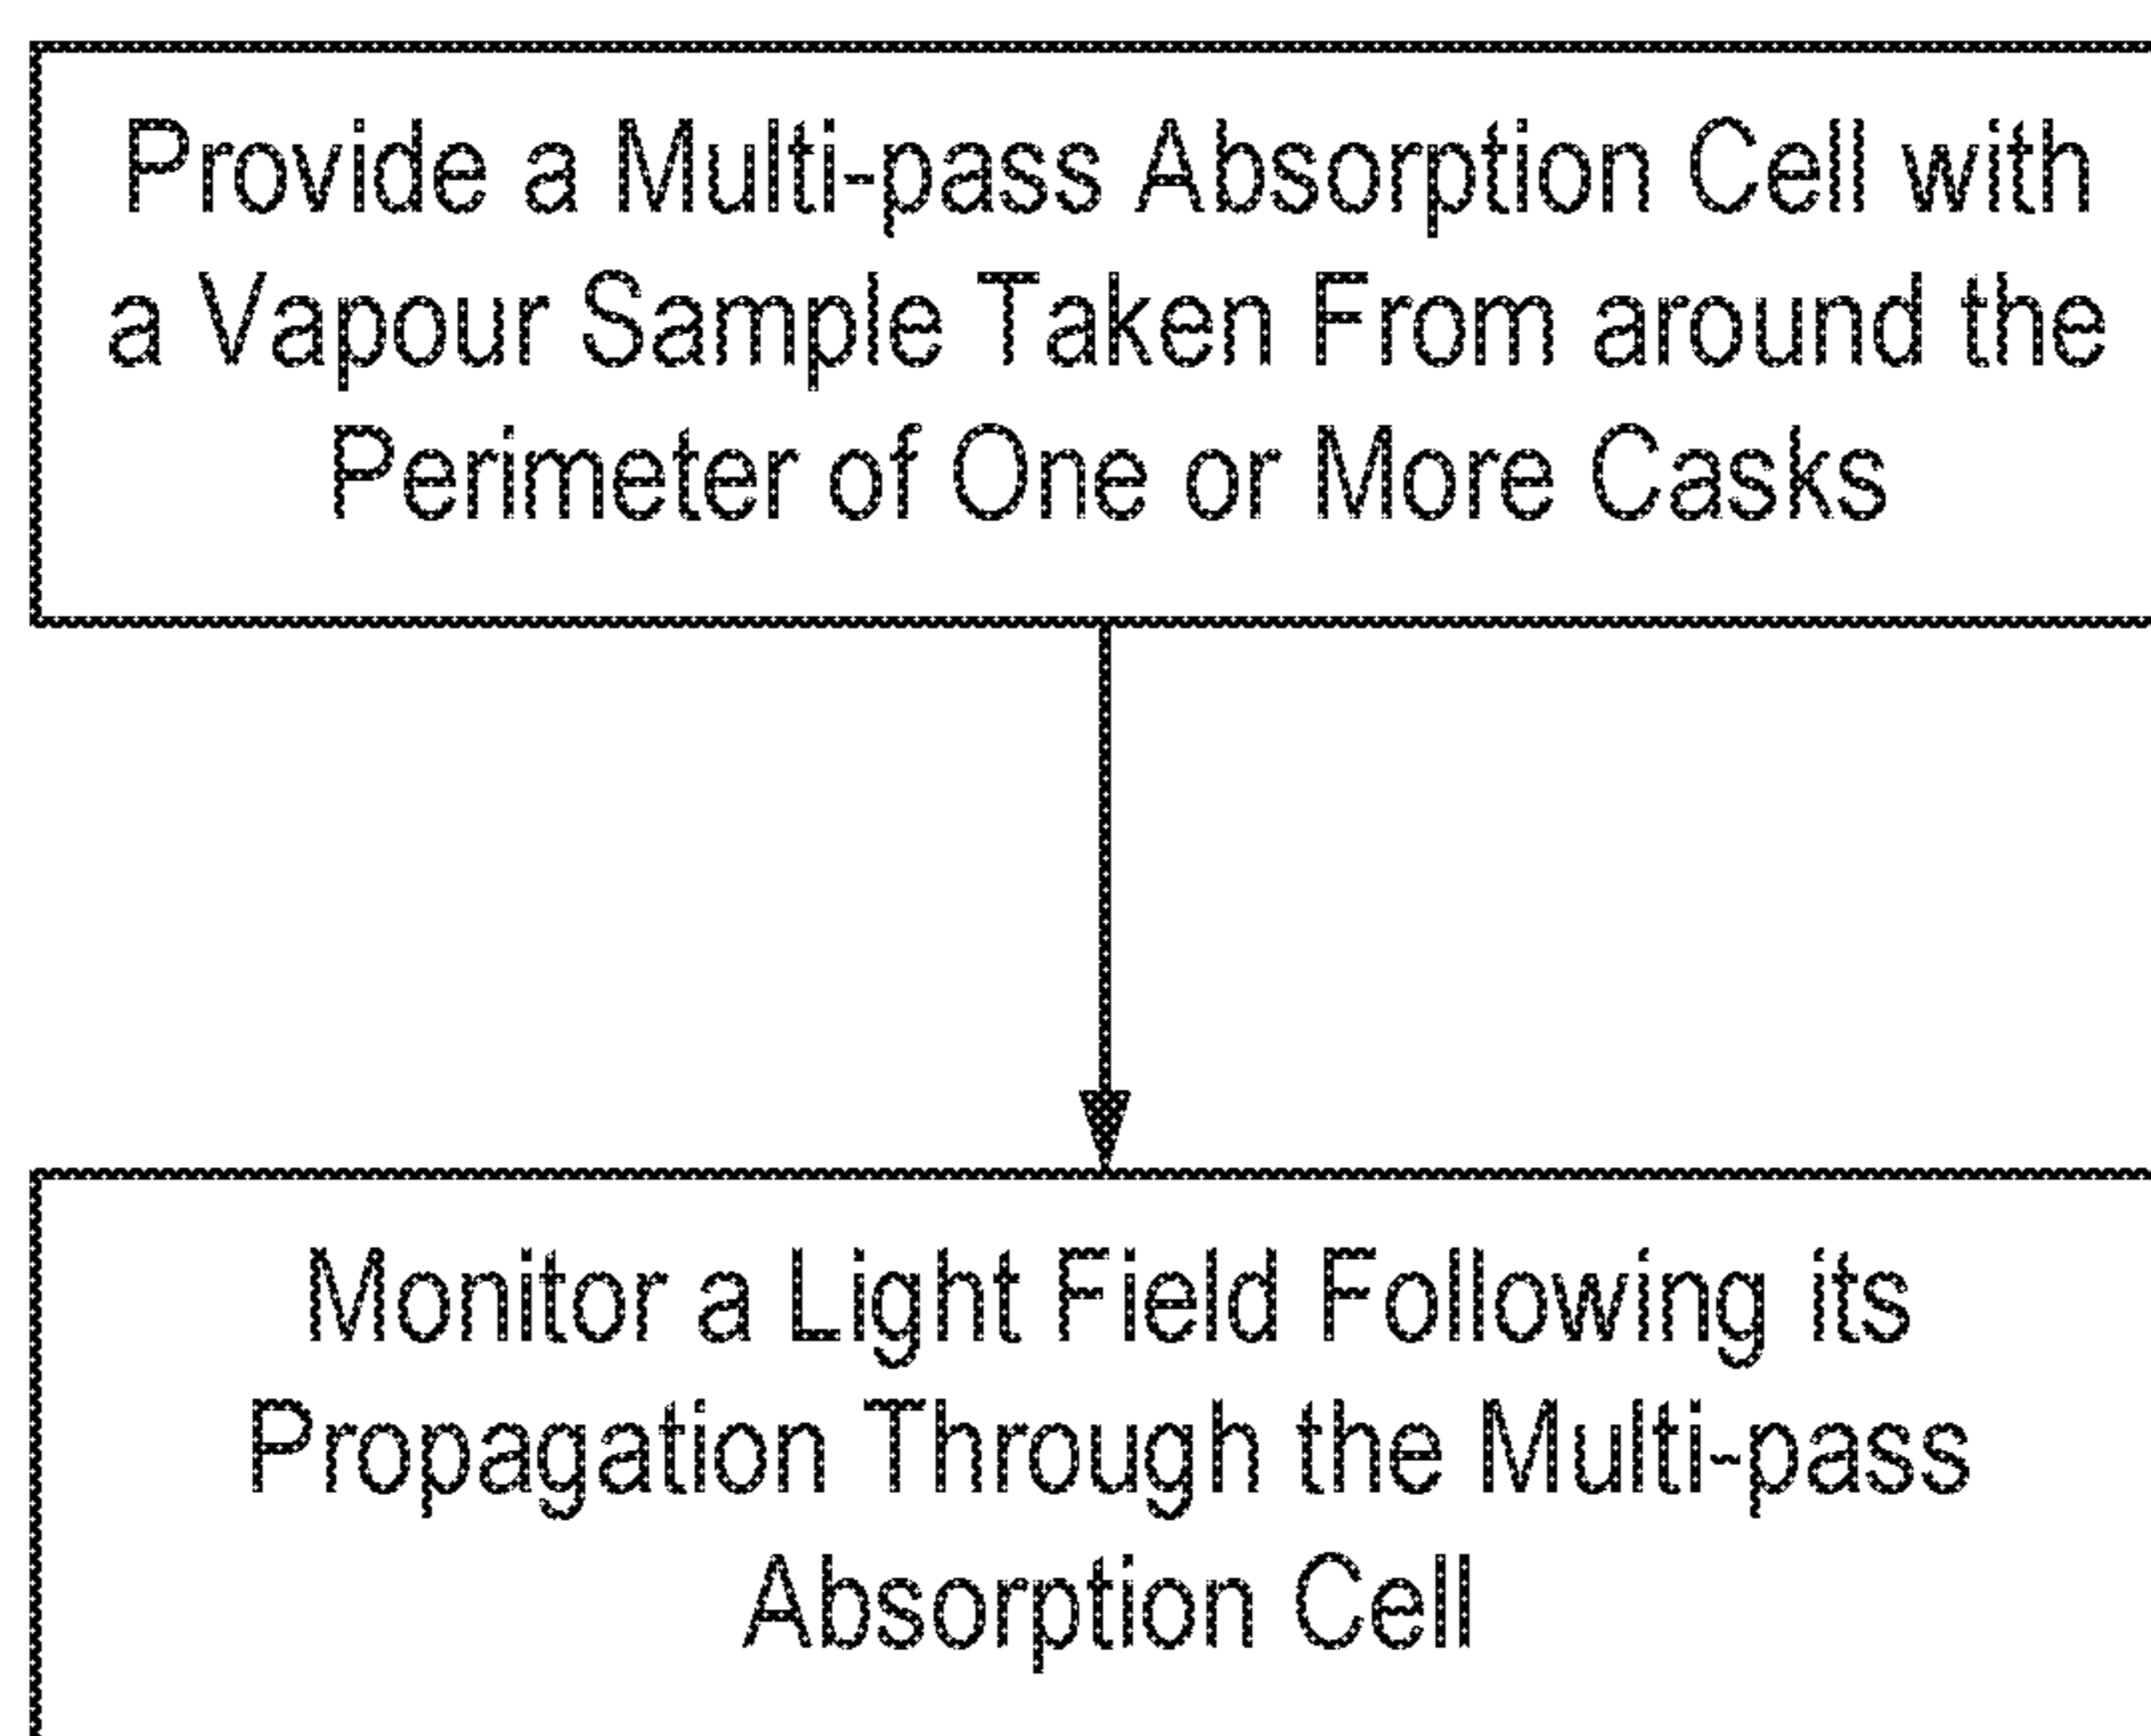 Provide a Multi-pass Absorption Cell with
a Vapour Sample Taken From around the
Perimeter of One or More Casks
Monitor a Light Field Following its
Propagation Through the Multi-pass
Absorption Cell